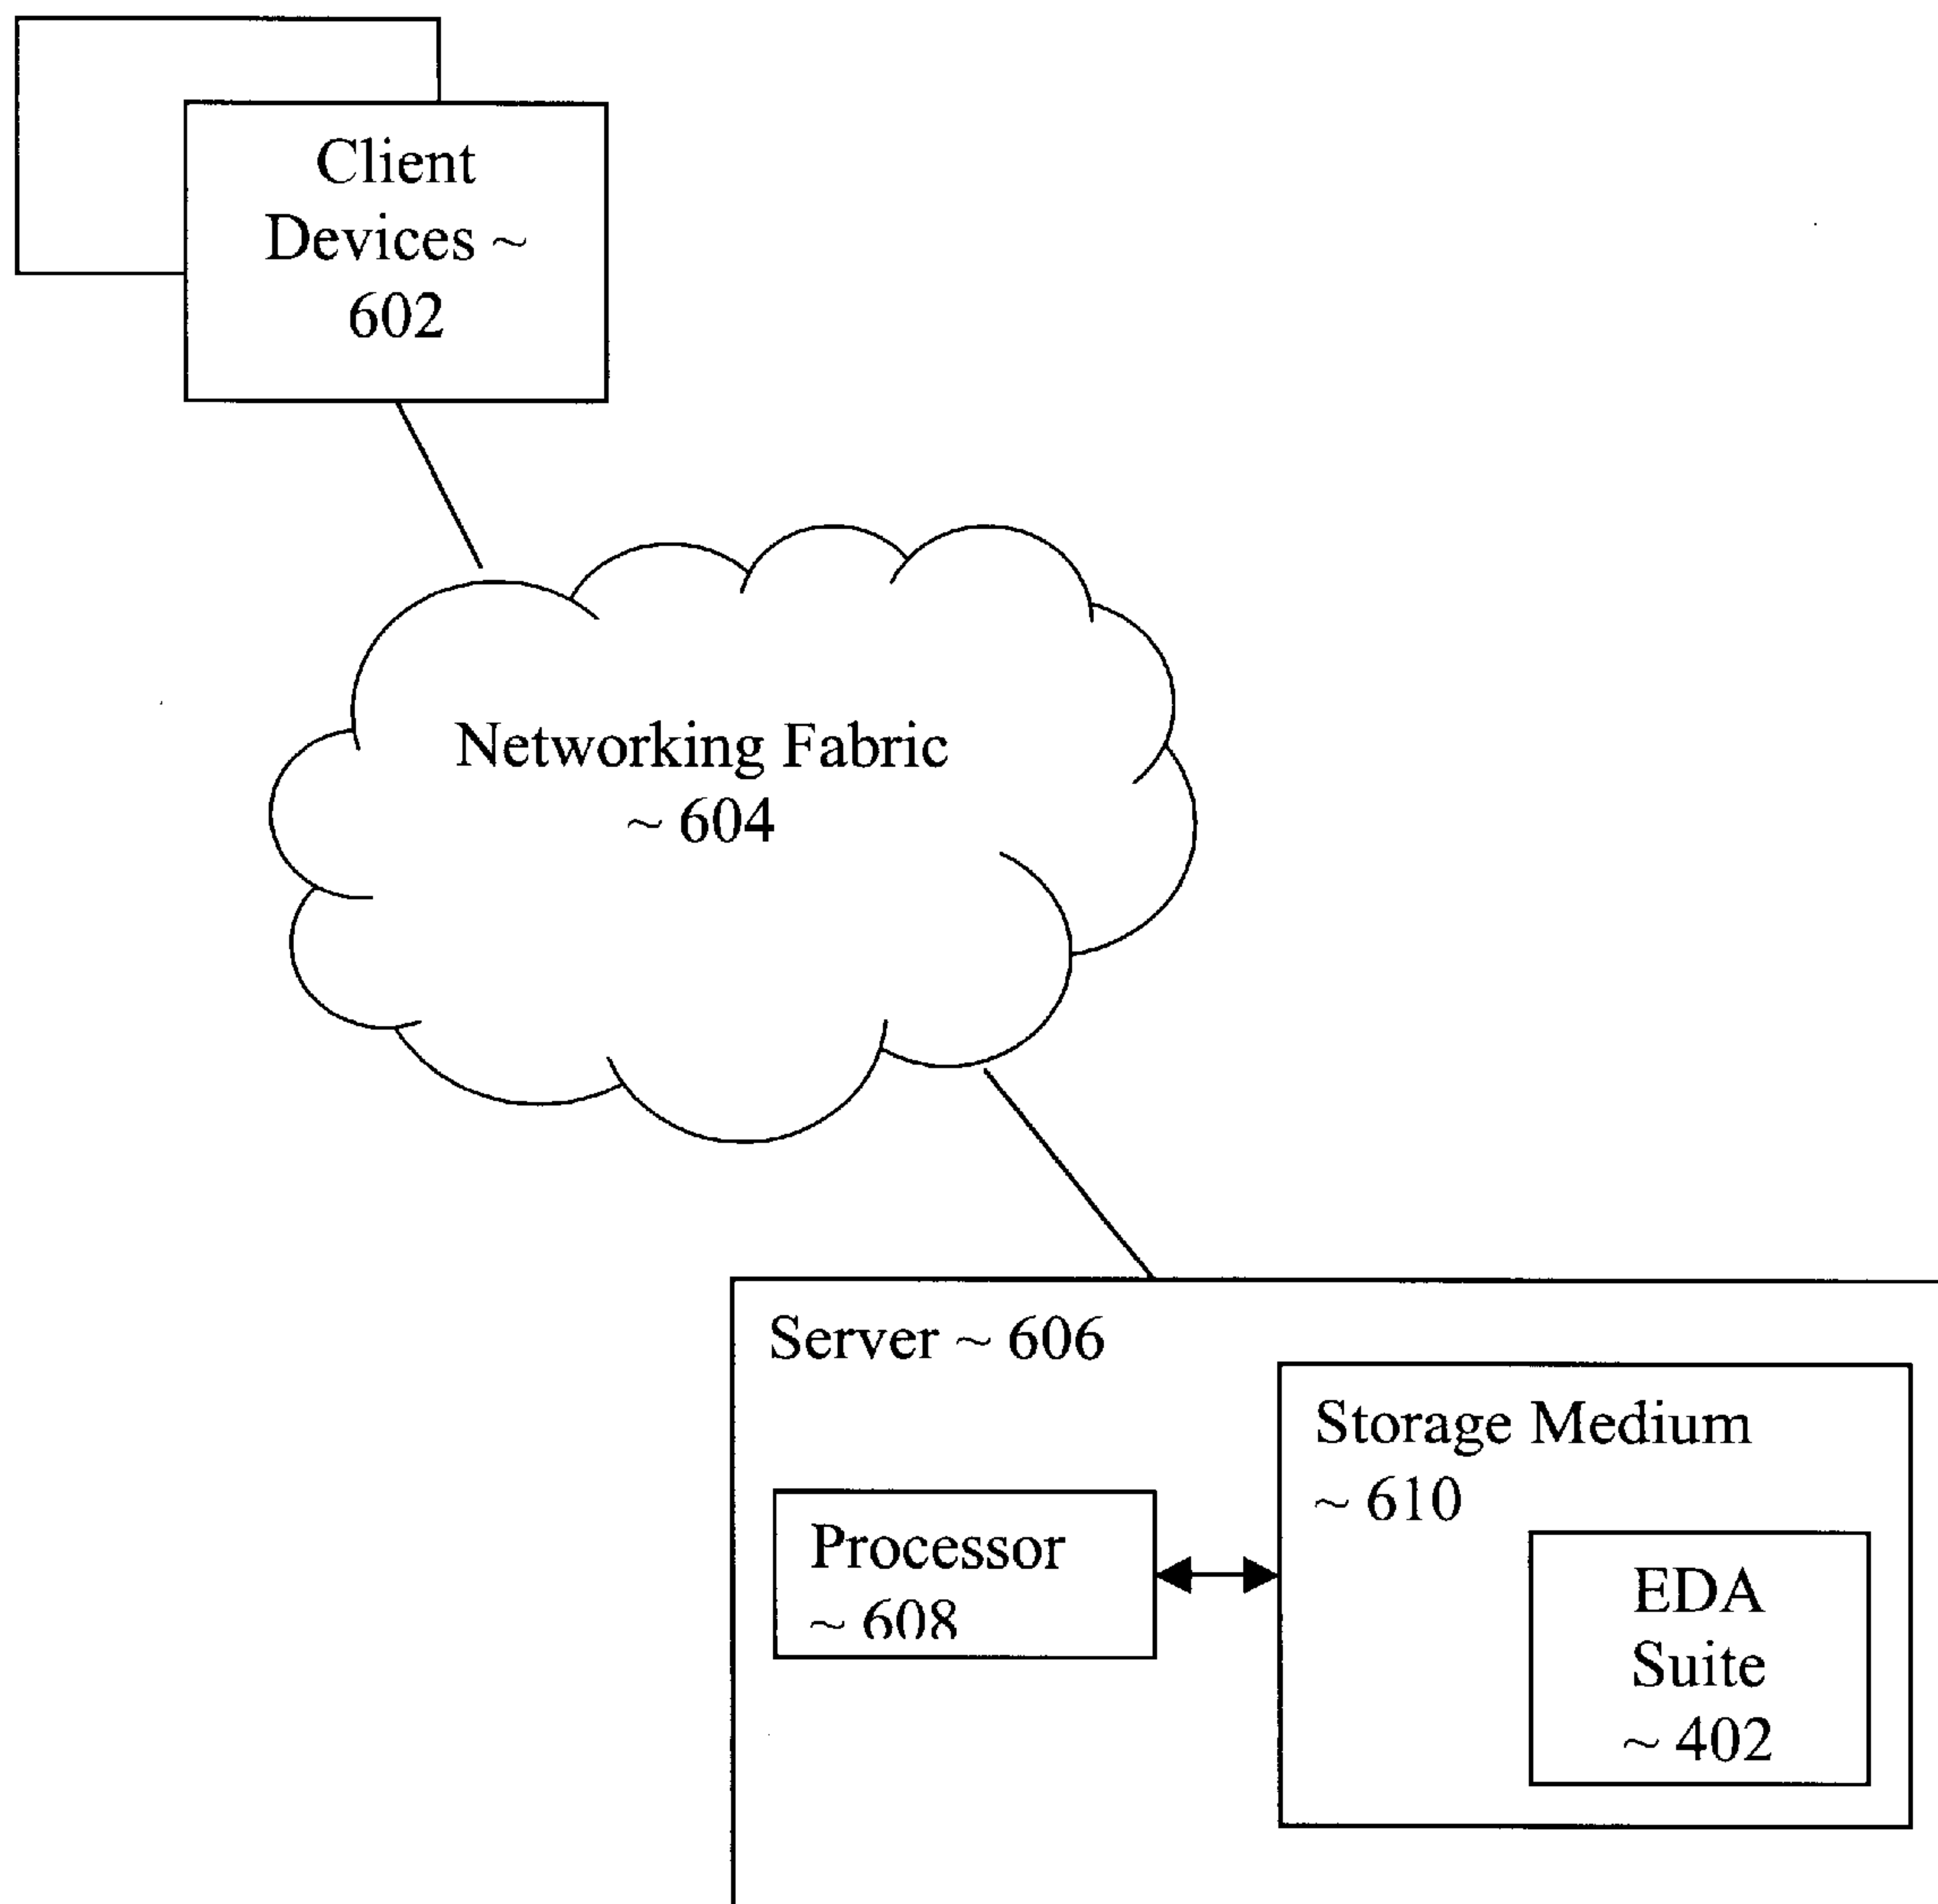 Client
Devices ~
602
Networking Fabric
~ 604
Server ~ 606
Storage Medium
~ 610
Processor
~ 608
EDA
Suite
~ 402